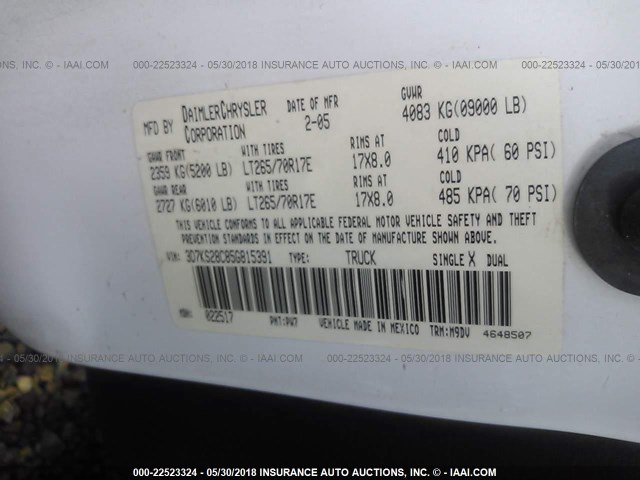 000-22523324 - 05/30/2018 INSURANCE AUTO AUCTIONS, INC. - © - IAAI.COM
MFD BY DAIMLERCHRYSLER CORPORATION DATE OF MFR 2-05 GVWR 4083 KG(09000 LB)
GAWR FRONT WITH TIRES RIMS AT COLD
2359 KG(5200 LB) LT265/70R17E 17X8.0 410 KPA( 60 PSI)
GAWR REAR WITH TIRES RIMS AT COLD
2727 KG(6010 LB) LT265/70R17E 17X8.0 485 KPA( 70 PSI)
THIS VEHICLE CONFORMS TO ALL APPLICABLE FEDERAL MOTOR VEHICLE SAFETY AND THEFT
PREVENTION STANDARDS IN EFFECT ON THE DATE OF MANUFACTURE SHOWN ABOVE.
VIN: 3D7KS28C85G815391 TYPE: TRUCK SINGLE X DUAL
MDH: 022517 PNT:PW7 VEHICLE MADE IN MEXICO TRM:M9DV 4648507
000-22523324 - 05/30/2018 INSURANCE AUTO AUCTIONS, INC. - © - IAAI.COM
000-22523324 - 05/30/2018 INSURANCE AUTO AUCTIONS, INC. - © - IAAI.COM